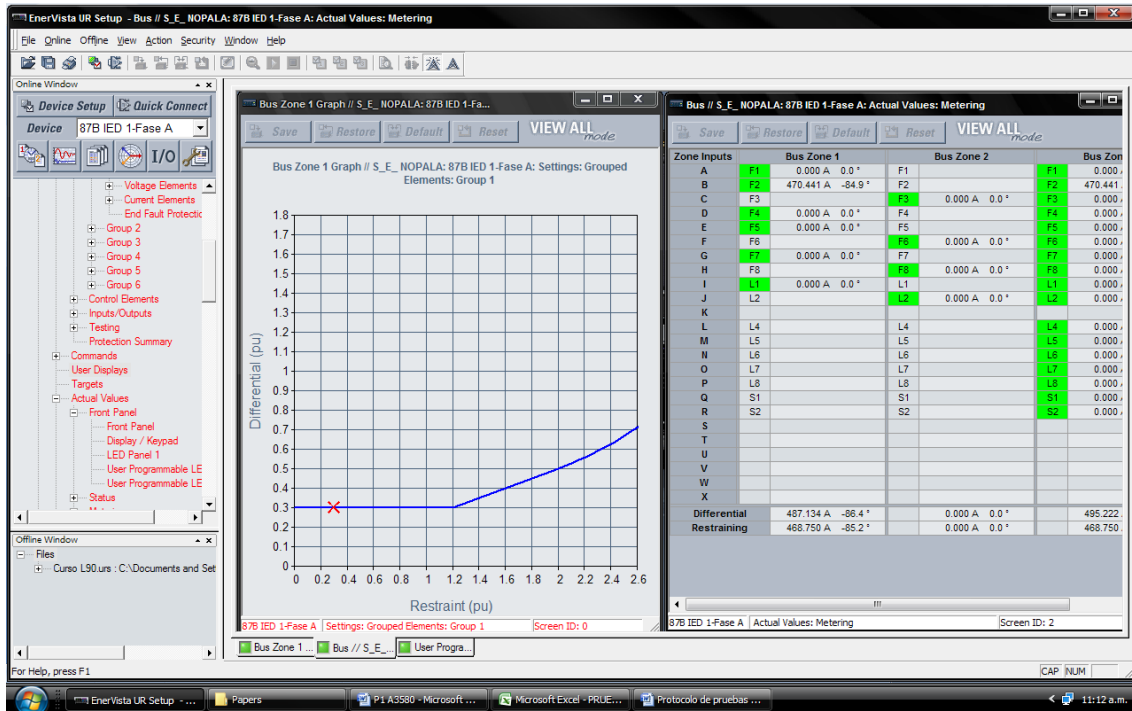 EnerVista UR Setup - Bus // S_E_ NOPALA: 87B IED 1-Fase A: Actual Values: Metering
File Online Offline View Action Security Window Help
Online Window
Device Setup Quick Connect
Device 87B IED 1-Fase A
I/O
Voltage Elements
Current Elements
End Fault Protectic
Group 2
Group 3
Group 4
Group 5
Group 6
Control Elements
Inputs/Outputs
Testing
Protection Summary
Commands
User Displays
Targets
Actual Values
Front Panel
Front Panel
Display / Keypad
LED Panel 1
User Programmable LE
User Programmable LE
Status
Offline Window
Files
Curso L90.urs : C:\Documents and Set
Bus Zone 1 Graph // S_E_ NOPALA: 87B IED 1-Fa...
Save Restore Default Reset VIEW ALL mode
Bus Zone 1 Graph // S_E_ NOPALA: 87B IED 1-Fase A: Settings: Grouped
Elements: Group 1
Differential (pu)
1.8
1.7
1.6
1.5
1.4
1.3
1.2
1.1
1
0.9
0.8
0.7
0.6
0.5
0.4
0.3
0.2
0.1
0
0 0.2 0.4 0.6 0.8 1 1.2 1.4 1.6 1.8 2 2.2 2.4 2.6
Restraint (pu)
87B IED 1-Fase A Settings: Grouped Elements: Group 1 Screen ID: 0
Bus // S_E_ NOPALA: 87B IED 1-Fase A: Actual Values: Metering
Save Restore Default Reset VIEW ALL mode
Zone Inputs Bus Zone 1 Bus Zone 2 Bus Zon
A F1 0.000 A 0.0 ° F1 F1 0.000
B F2 470.441 A -84.9 ° F2 F2 470.441
C F3 F3 0.000 A 0.0 ° F3 0.000
D F4 0.000 A 0.0 ° F4 F4 0.000
E F5 0.000 A 0.0 ° F5 F5 0.000
F F6 F6 0.000 A 0.0 ° F6 0.000
G F7 0.000 A 0.0 ° F7 F7 0.000
H F8 F8 0.000 A 0.0 ° F8 0.000
I L1 0.000 A 0.0 ° L1 L1 0.000
J L2 L2 0.000 A 0.0 ° L2 0.000
K
L L4 L4 L4 0.000
M L5 L5 L5 0.000
N L6 L6 L6 0.000
O L7 L7 L7 0.000
P L8 L8 L8 0.000
Q S1 S1 S1 0.000
R S2 S2 S2 0.000
S
T
U
V
W
X
Differential 487.134 A -86.4 ° 0.000 A 0.0 ° 495.222
Restraining 468.750 A -85.2 ° 0.000 A 0.0 ° 468.750
87B IED 1-Fase A Actual Values: Metering Screen ID: 2
Bus Zone 1 ... Bus // S_E_... User Progra...
For Help, press F1
CAP NUM
EnerVista UR Setup - ... Papers P1 A3580 - Microsoft ... Microsoft Excel - PRUE... Protocolo de pruebas ... 11:12 a.m.